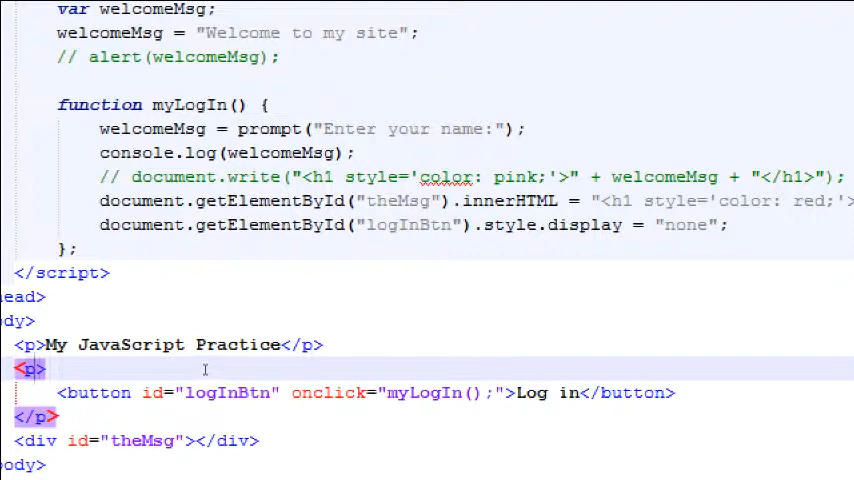 var welcomeMsg;
welcomeMsg = "Welcome to my site";
// alert(welcomeMsg);
function myLogIn() {
welcomeMsg = prompt("Enter your name:");
console.log(welcomeMsg);
// document.write("<h1 style='color: pink;'>" + welcomeMsg + "</h1>");
document.getElementById("theMsg").innerHTML = "<h1 style='color: red;'>
document.getElementById("logInBtn").style.display = "none";
};
</script>
ead>
ody>
<p>My JavaScript Practice</p>
<p>
<button id="logInBtn" onclick="myLogIn();">Log in</button>
</p>
<div id="theMsg"></div>
ody>